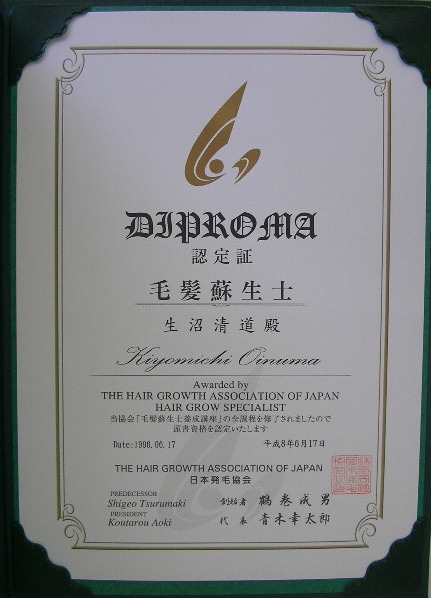 DIPROMA
認定証
毛髪蘇生士
生沼清道殿
Kiyomichi Oinuma
Awarded by
THE HAIR GROWTH ASSOCIATION OF JAPAN
HAIR GROW SPECIALIST
当協会「毛髪蘇生士養成講座」の全課程を修了されましたので
派書資格を認定いたします
Date:1996.06.17 平成8年6月17日
THE HAIR GROWTH ASSOCIATION OF JAPAN
日本発毛協会
PREDECESSOR
Shigeo Tsurumaki 創始者 鶴巻成男
PRESIDENT
Koutarou Aoki 代表 青木幸太郎